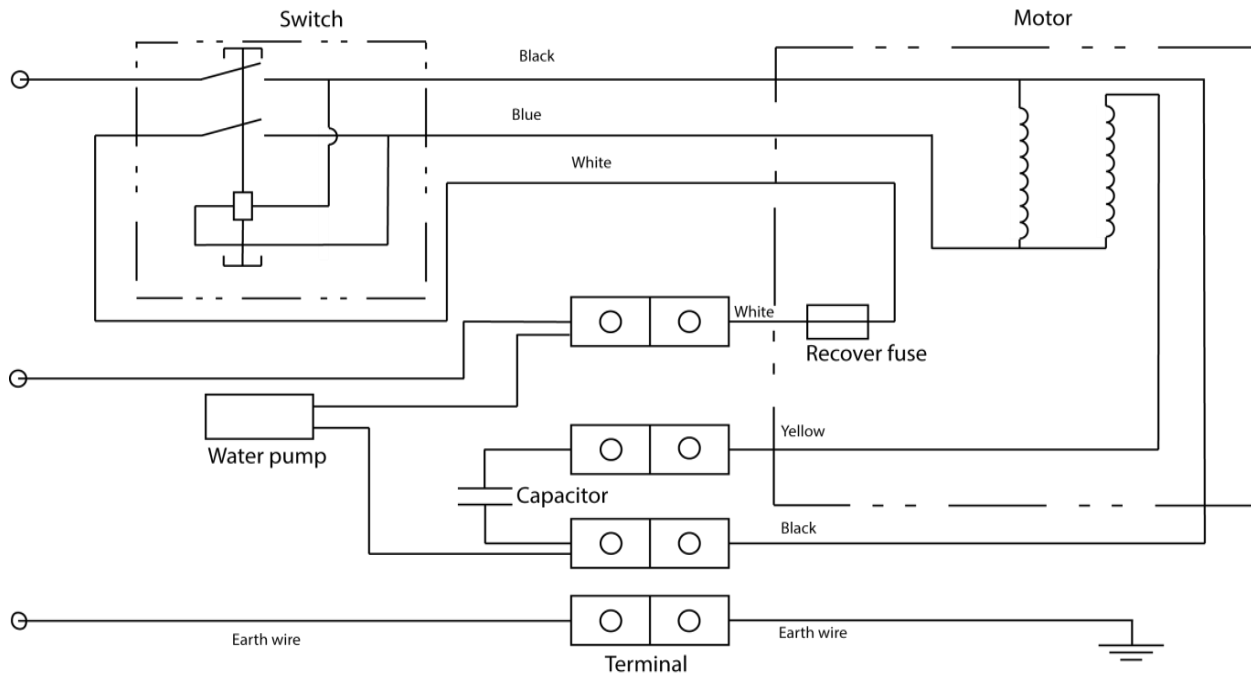 Switch
Motor
Black
Blue
White
White
Recover fuse
Water pump
Yellow
Capacitor
Black
Earth wire
Earth wire
Terminal